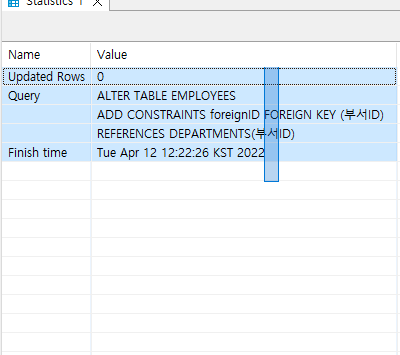 Statistics 1
Name Value
Updated Rows 0
Query ALTER TABLE EMPLOYEES
ADD CONSTRAINTS foreignID FOREIGN KEY (부서ID)
REFERENCES DEPARTMENTS(부서ID)
Finish time Tue Apr 12 12:22:26 KST 2022